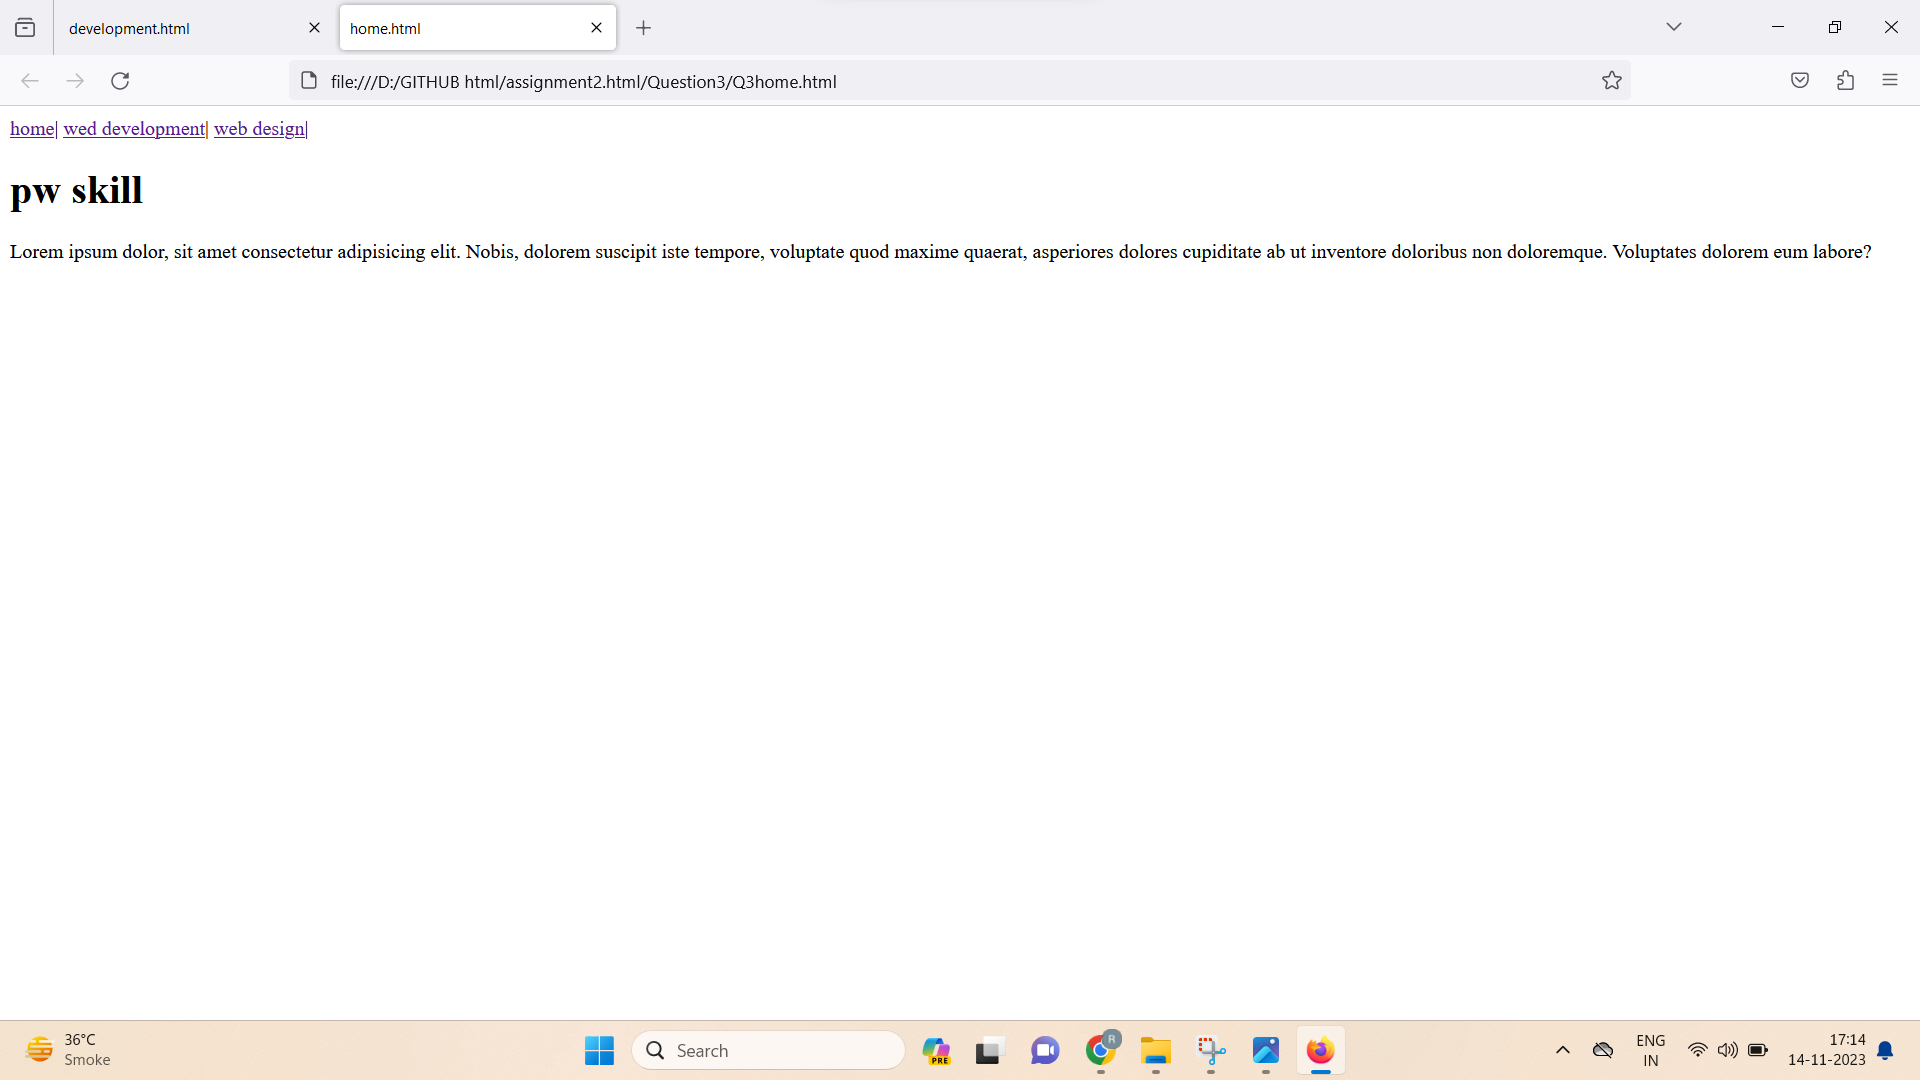 development.html
home.html
file:///D:/GITHUB html/assignment2.html/Question3/Q3home.html
home| wed development| web design|
pw skill
Lorem ipsum dolor, sit amet consectetur adipisicing elit. Nobis, dolorem suscipit iste tempore, voluptate quod maxime quaerat, asperiores dolores cupiditate ab ut inventore doloribus non doloremque. Voluptates dolorem eum labore?
36°C
Smoke
Search
PRE
R
ENG
IN
17:14
14-11-2023